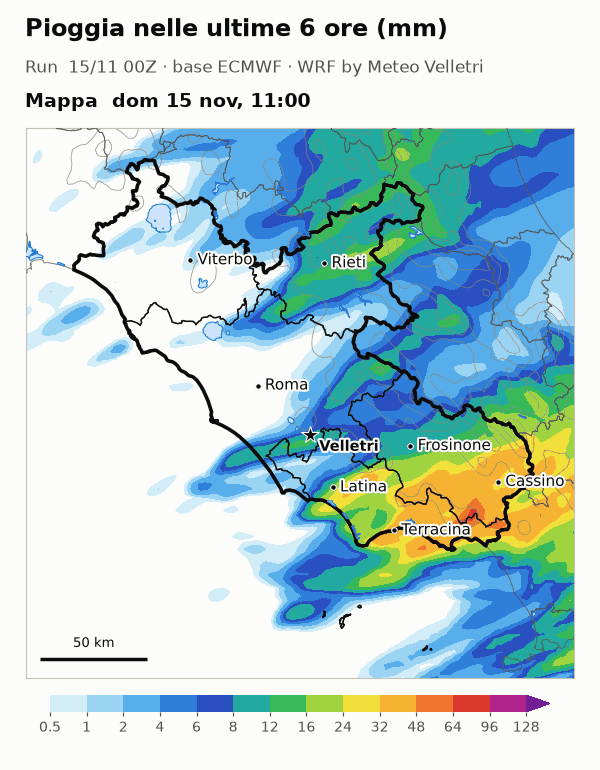 Pioggia nelle ultime 6 ore (mm)
Run  15/11 00Z · base ECMWF · WRF by Meteo Velletri
Mappa  dom 15 nov, 11:00
Viterbo
Rieti
Roma
Velletri
Frosinone
Cassino
Latina
Terracina
50 km
0.5 1 2 4 6 8 12 16 24 32 48 64 96 128